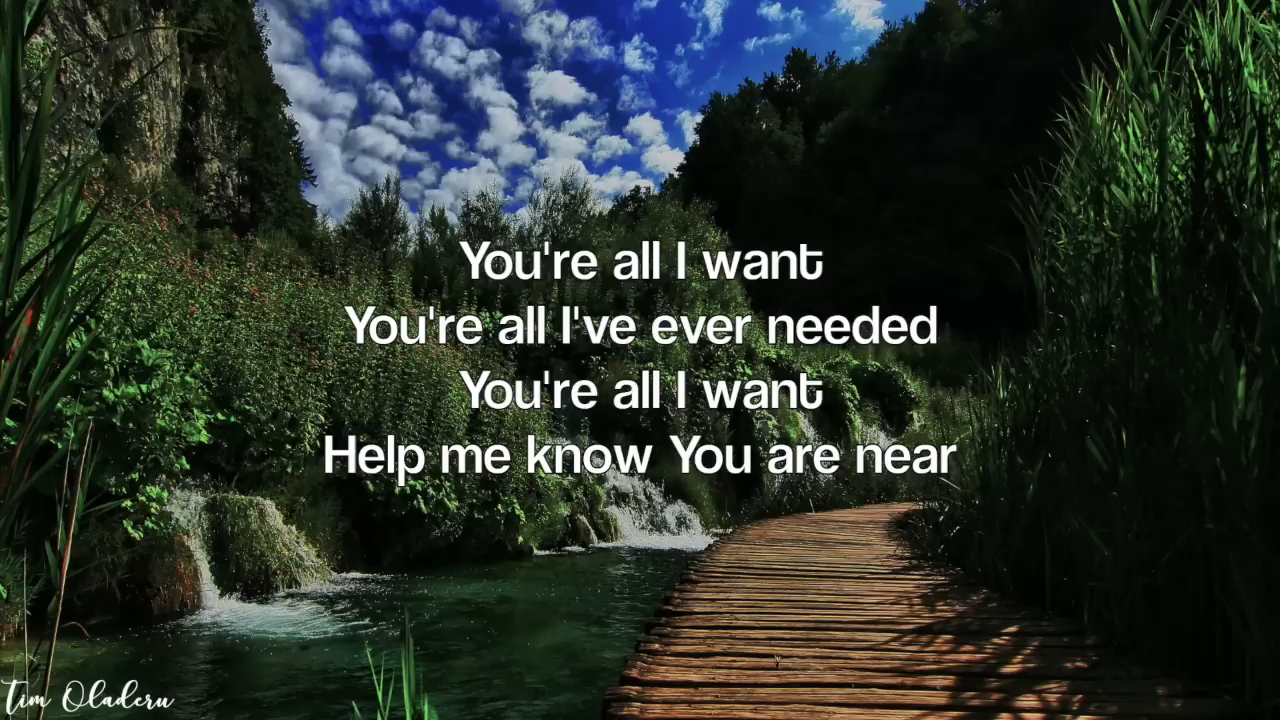 You're all I want
You're all I've ever needed
You're all I want
Help me know You are near
Tim Oladeru